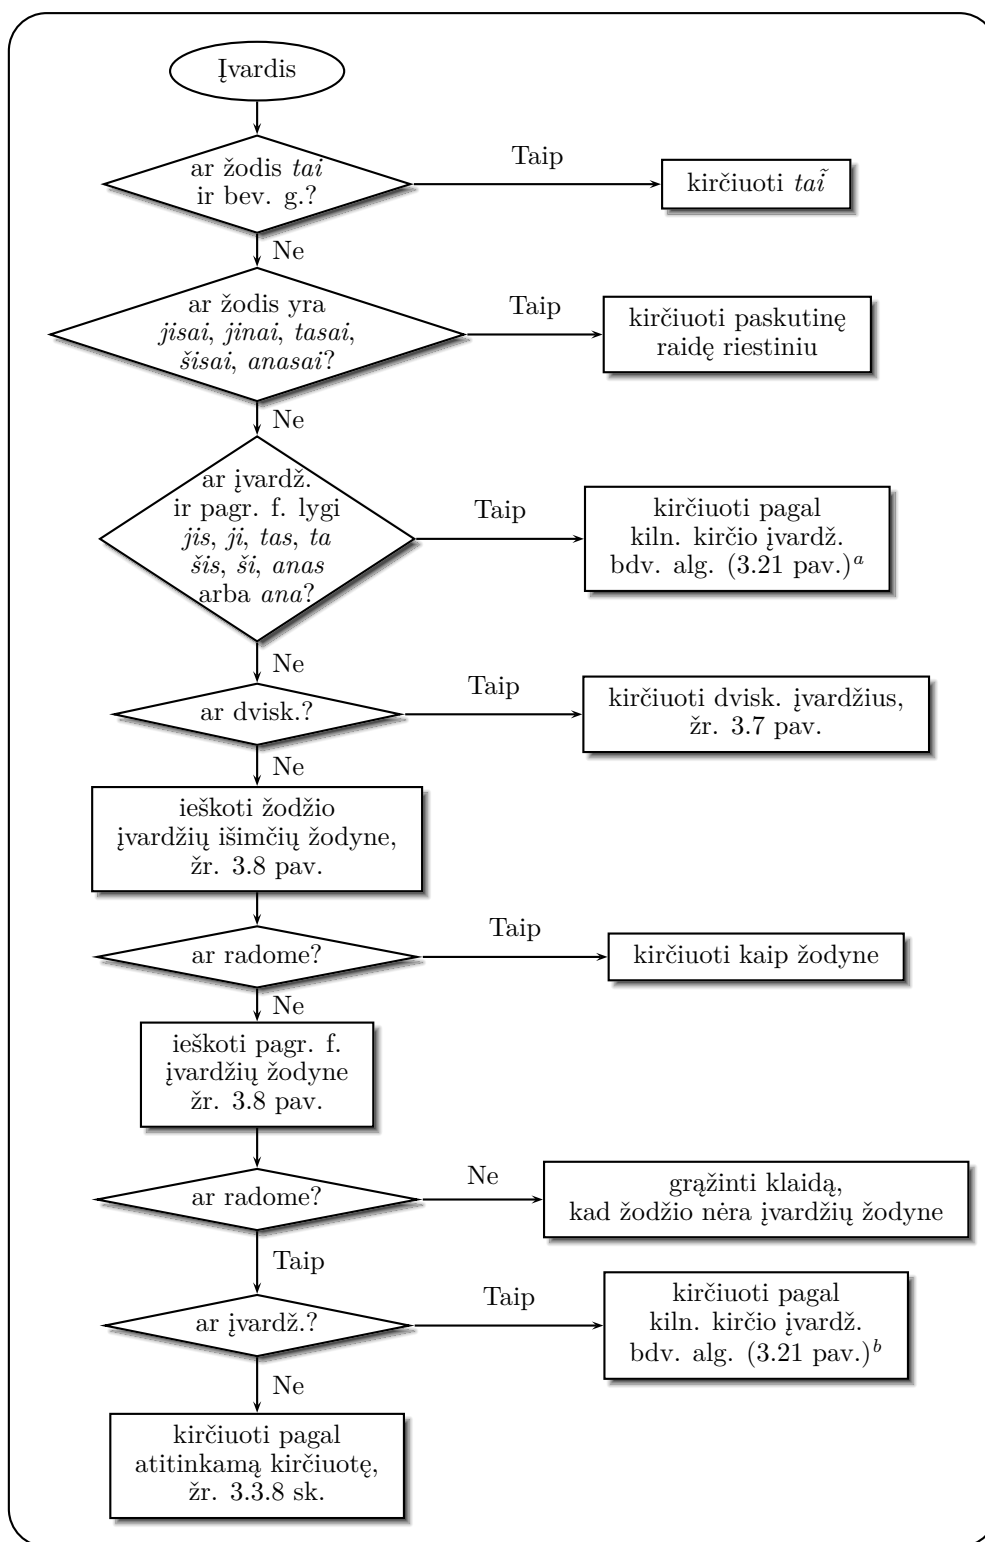 Įvardis
ar žodis tai
ir bev. g.?
Taip
kirčiuoti taĩ
Ne
ar žodis yra
jisai, jinai, tasai,
šisai, anasai?
Taip
kirčiuoti paskutinę
raidę riestiniu
Ne
ar įvardž.
ir pagr. f. lygi
jis, ji, tas, ta
šis, ši, anas
arba ana?
Taip
kirčiuoti pagal
kiln. kirčio įvardž.
bdv. alg. (3.21 pav.)ᵃ
Ne
ar dvisk.?
Taip
kirčiuoti dvisk. įvardžius,
žr. 3.7 pav.
Ne
ieškoti žodžio
įvardžių išimčių žodyne,
žr. 3.8 pav.
ar radome?
Taip
kirčiuoti kaip žodyne
Ne
ieškoti pagr. f.
įvardžių žodyne
žr. 3.8 pav.
ar radome?
Ne
grąžinti klaidą,
kad žodžio nėra įvardžių žodyne
Taip
ar įvardž.?
Taip
kirčiuoti pagal
kiln. kirčio įvardž.
bdv. alg. (3.21 pav.)ᵇ
Ne
kirčiuoti pagal
atitinkamą kirčiuotę,
žr. 3.3.8 sk.